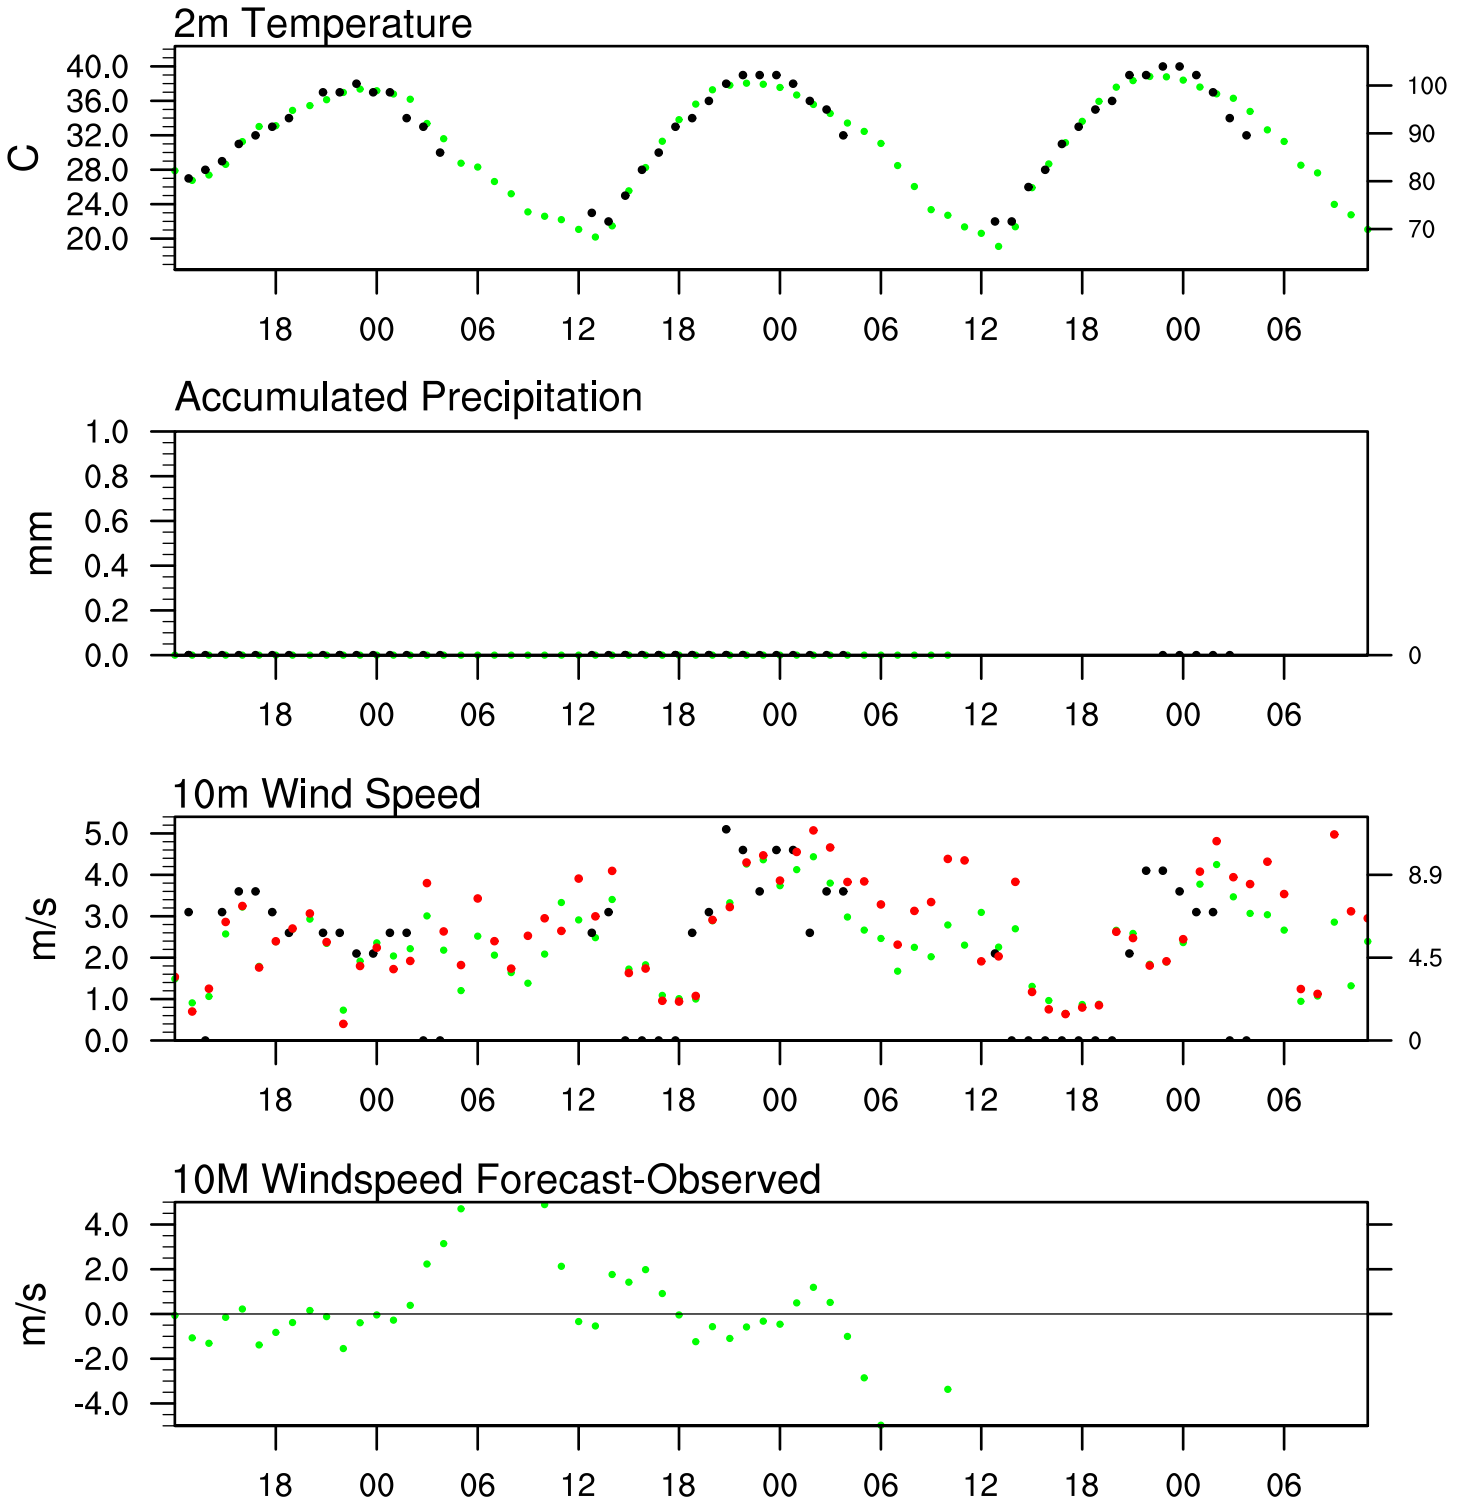 2m Temperature
40.0
36.0
32.0
28.0
24.0
20.0
C
100
90
80
70
18 00 06 12 18 00 06 12 18 00 06
Accumulated Precipitation
1.0
0.8
0.6
0.4
0.2
0.0
mm
0
18 00 06 12 18 00 06 12 18 00 06
10m Wind Speed
5.0
4.0
3.0
2.0
1.0
0.0
m/s
8.9
4.5
0
18 00 06 12 18 00 06 12 18 00 06
10M Windspeed Forecast-Observed
4.0
2.0
0.0
-2.0
-4.0
m/s
18 00 06 12 18 00 06 12 18 00 06